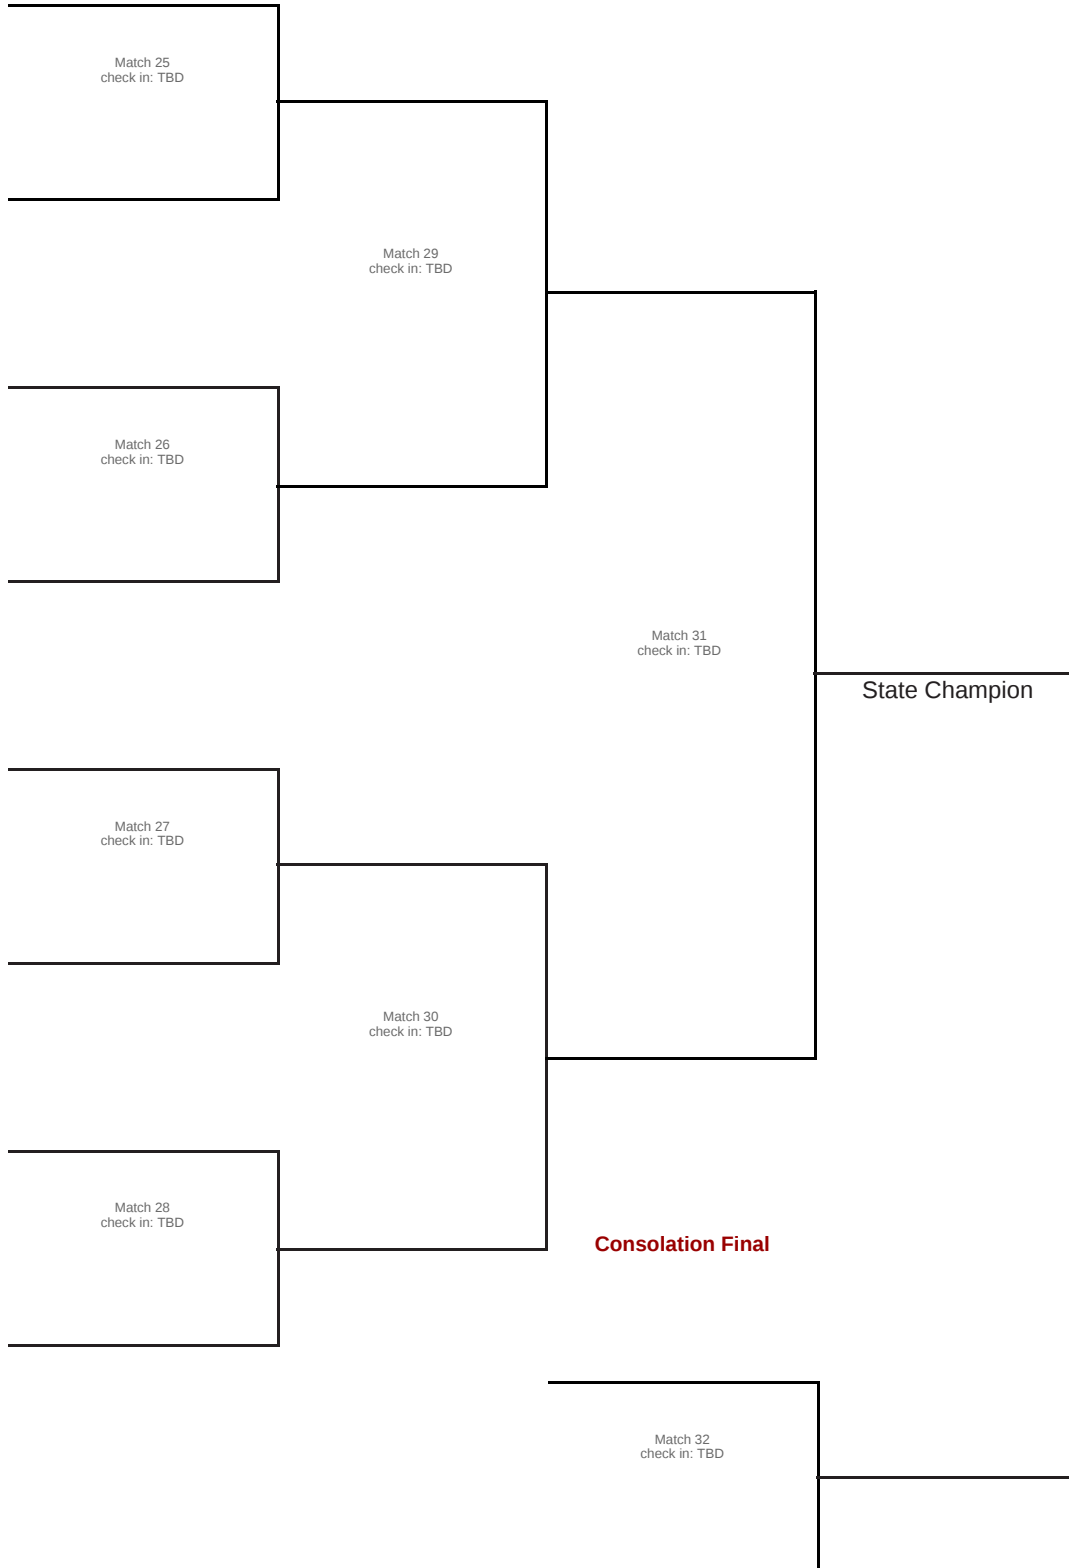 Match 25
check in: TBD
Match 29
check in: TBD
Match 26
check in: TBD
Match 31
check in: TBD
State Champion
Match 27
check in: TBD
Match 30
check in: TBD
Match 28
check in: TBD
Consolation Final
Match 32
check in: TBD